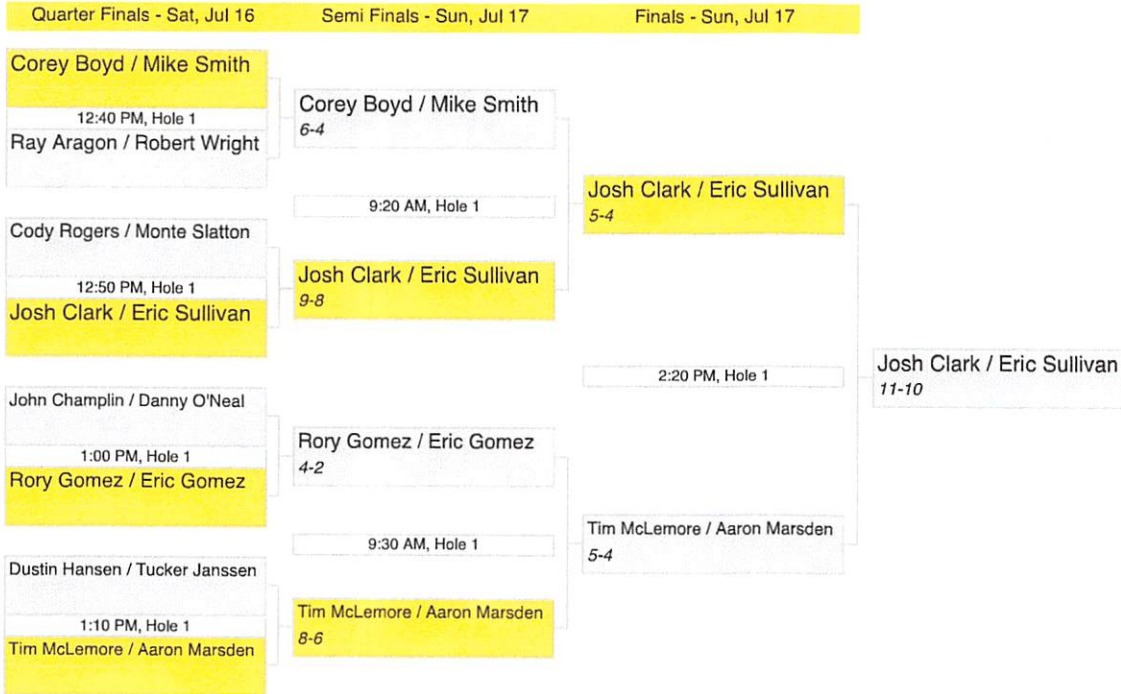 Quarter Finals - Sat, Jul 16
Semi Finals - Sun, Jul 17
Finals - Sun, Jul 17
Corey Boyd / Mike Smith
12:40 PM, Hole 1
Ray Aragon / Robert Wright
Cody Rogers / Monte Slatton
12:50 PM, Hole 1
Josh Clark / Eric Sullivan
John Champlin / Danny O'Neal
1:00 PM, Hole 1
Rory Gomez / Eric Gomez
Dustin Hansen / Tucker Janssen
1:10 PM, Hole 1
Tim McLemore / Aaron Marsden
Corey Boyd / Mike Smith
6-4
9:20 AM, Hole 1
Josh Clark / Eric Sullivan
9-8
Rory Gomez / Eric Gomez
4-2
9:30 AM, Hole 1
Tim McLemore / Aaron Marsden
8-6
Josh Clark / Eric Sullivan
5-4
2:20 PM, Hole 1
Tim McLemore / Aaron Marsden
5-4
Josh Clark / Eric Sullivan
11-10